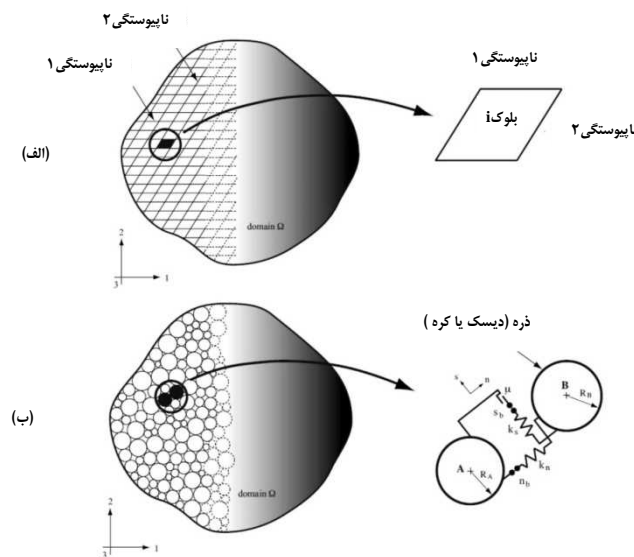 ناپیوستگی۲
ناپیوستگی۱
(الف)
domain Ω
2
3
1
ناپیوستگی۱
بلوکi
ناپیوستگی۲
ذره (دیسک یا کره )
(ب)
domain Ω
2
3
1
s
n
μ
B
R_B
s_b
k_s
k_n
A
R_A
n_b